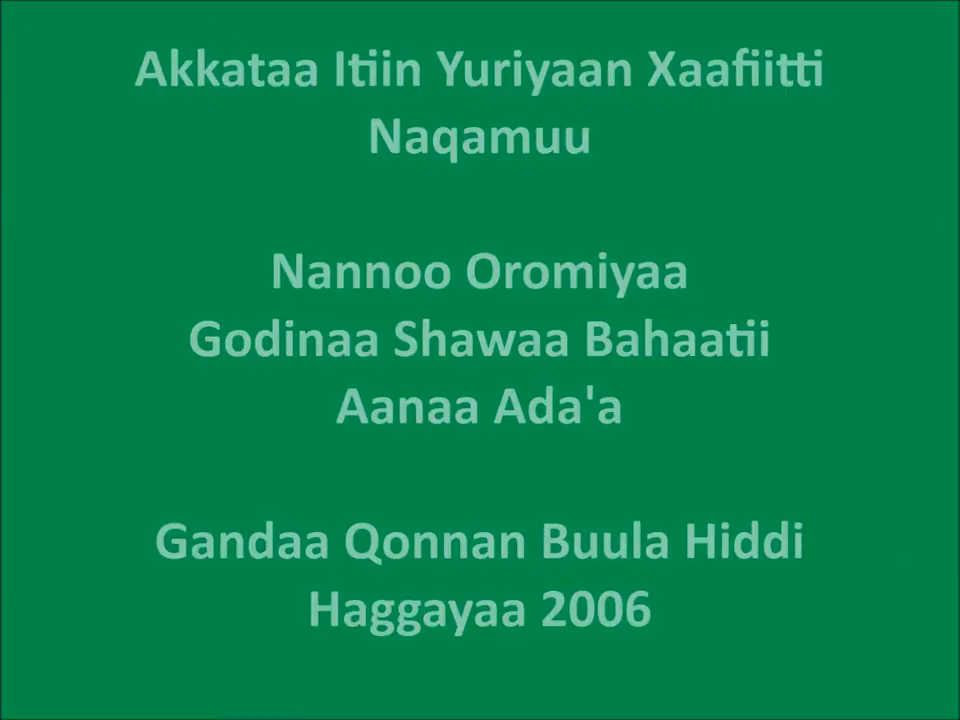 Akkataa Itiin Yuriyaan Xaafiitti
Naqamuu
Nannoo Oromiyaa
Godinaa Shawaa Bahaatii
Aanaa Ada'a
Gandaa Qonnan Buula Hiddi
Haggayaa 2006